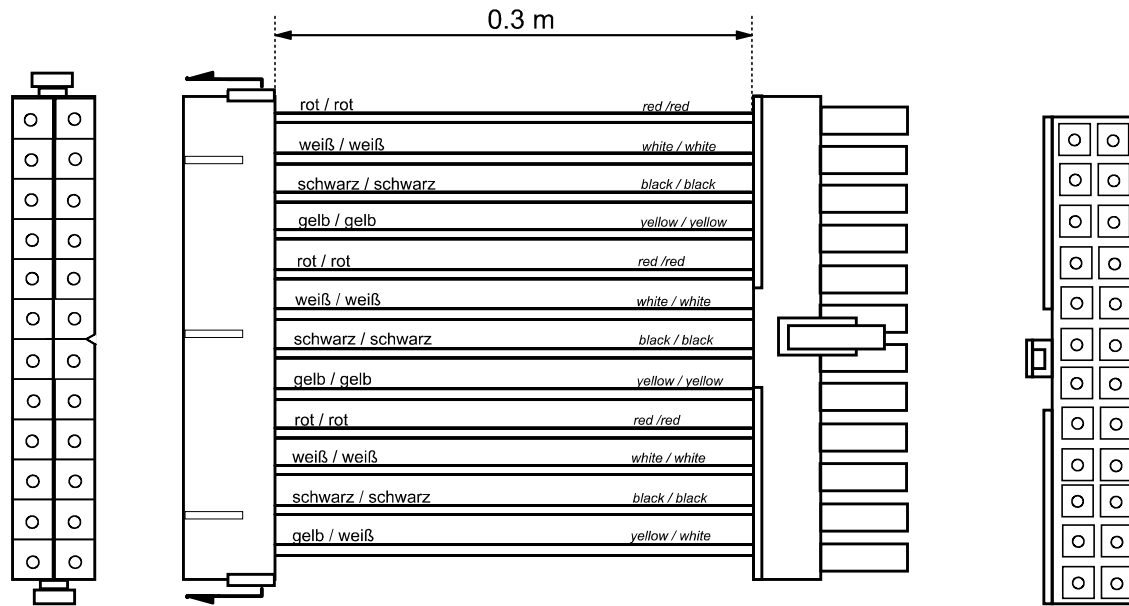 0.3 m
rot / rot red /red
weiß / weiß white / white
schwarz / schwarz black / black
gelb / gelb yellow / yellow
rot / rot red /red
weiß / weiß white / white
schwarz / schwarz black / black
gelb / gelb yellow / yellow
rot / rot red /red
weiß / weiß white / white
schwarz / schwarz black / black
gelb / weiß yellow / white